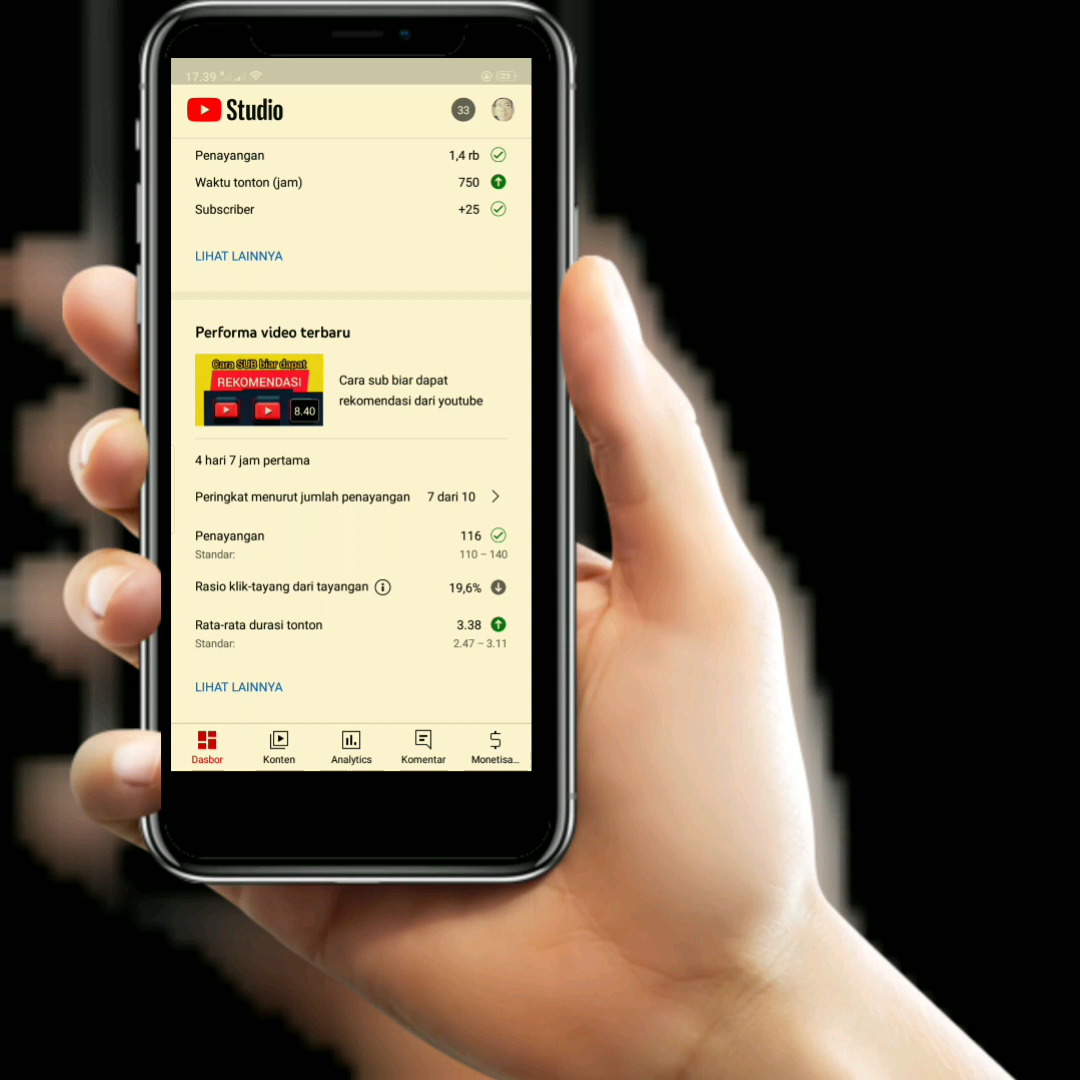 17.39
23
Studio
33
Penayangan 1,4 rb
Waktu tonton (jam) 750
Subscriber +25
LIHAT LAINNYA
Performa video terbaru
Cara SUB biar dapat
REKOMENDASI
8.40
Cara sub biar dapat
rekomendasi dari youtube
4 hari 7 jam pertama
Peringkat menurut jumlah penayangan 7 dari 10
Penayangan 116
Standar: 110 – 140
Rasio klik-tayang dari tayangan 19,6%
Rata-rata durasi tonton 3.38
Standar: 2.47 – 3.11
LIHAT LAINNYA
Dasbor Konten Analytics Komentar Monetisa...